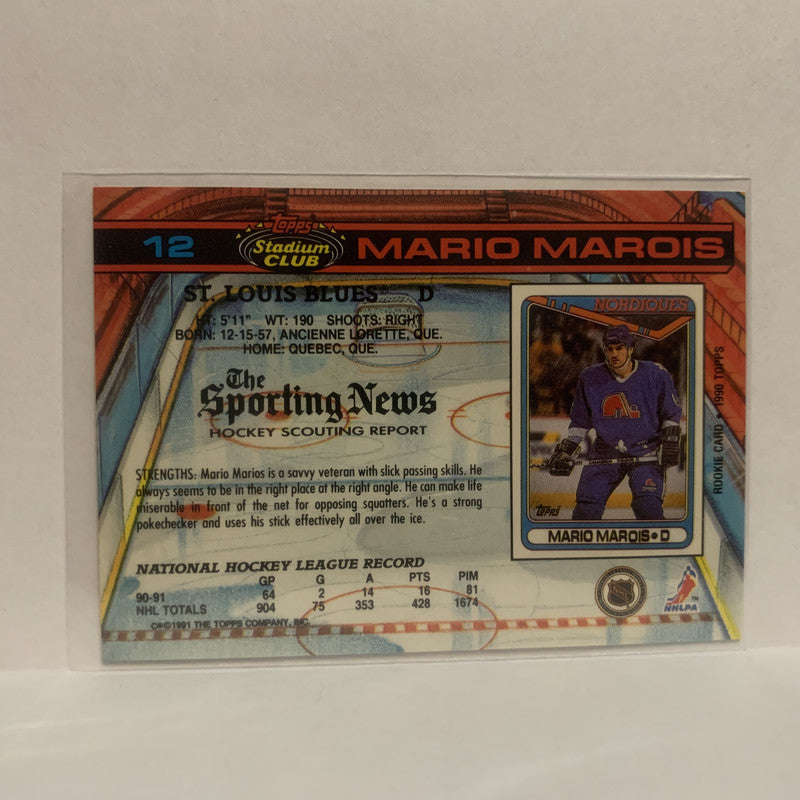 12
Topps
Stadium
CLUB
MARIO MAROIS
ST. LOUIS BLUES® D
HT: 5'11" WT: 190 SHOOTS: RIGHT
BORN: 12-15-57, ANCIENNE LORETTE, QUE.
HOME: QUEBEC, QUE.
The
Sporting News
HOCKEY SCOUTING REPORT
STRENGTHS: Mario Marios is a savvy veteran with slick passing skills. He
always seems to be in the right place at the right angle. He can make life
miserable in front of the net for opposing squatters. He's a strong
pokechecker and uses his stick effectively all over the ice.
NATIONAL HOCKEY LEAGUE RECORD
GP G A PTS PIM
90-91 64 2 14 16 81
NHL TOTALS 904 75 353 428 1674
©®1991 THE TOPPS COMPANY, INC.
NORDIQUES
TOPPS
MARIO MAROIS • D
ROOKIE CARD • 1990 TOPPS
NHL
NHLPA ™